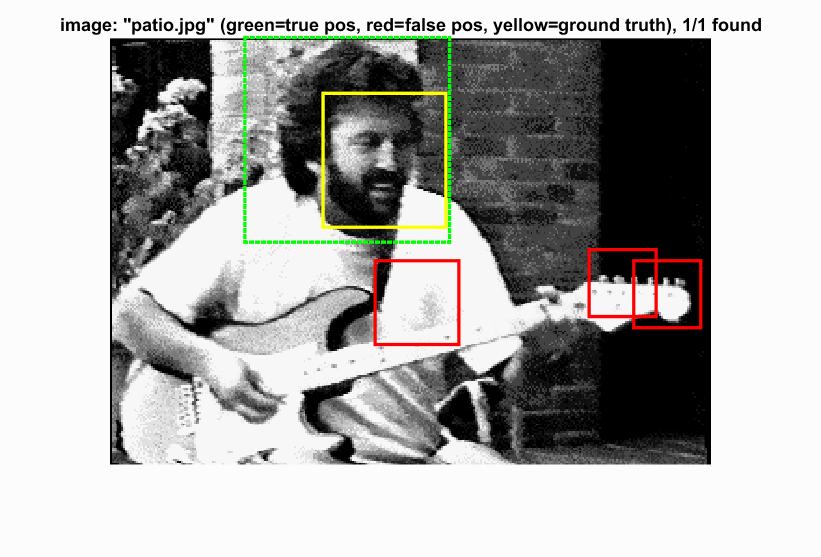 image: "patio.jpg" (green=true pos, red=false pos, yellow=ground truth), 1/1 found